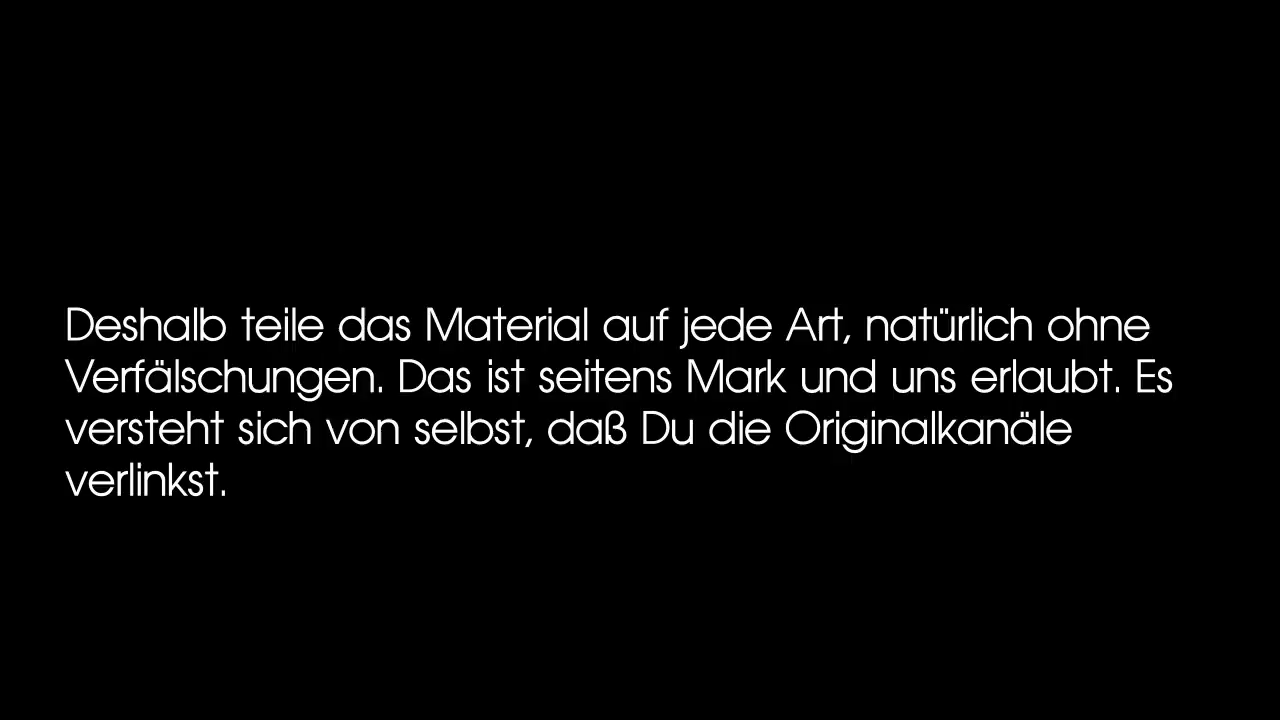 Deshalb teile das Material auf jede Art, natürlich ohne
Verfälschungen. Das ist seitens Mark und uns erlaubt. Es
versteht sich von selbst, daß Du die Originalkanäle
verlinkst.